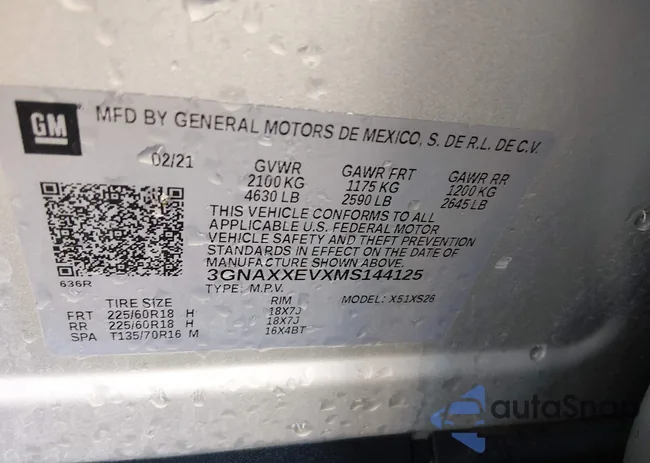 GM MFD BY GENERAL MOTORS DE MEXICO, S. DE R.L. DE C.V.
02/21 GVWR GAWR FRT GAWR RR
2100 KG 1175 KG 1200 KG
4630 LB 2590 LB 2645 LB
THIS VEHICLE CONFORMS TO ALL
APPLICABLE U.S. FEDERAL MOTOR
VEHICLE SAFETY AND THEFT PREVENTION
STANDARDS IN EFFECT ON THE DATE OF
MANUFACTURE SHOWN ABOVE.
636R 3GNAXXEVXMS144125
TYPE: M.P.V. MODEL: X51XS26
TIRE SIZE RIM
FRT 225/60R18 H 18X7J
RR 225/60R18 H 18X7J
SPA T135/70R16 M 16X4BT
autoSnap